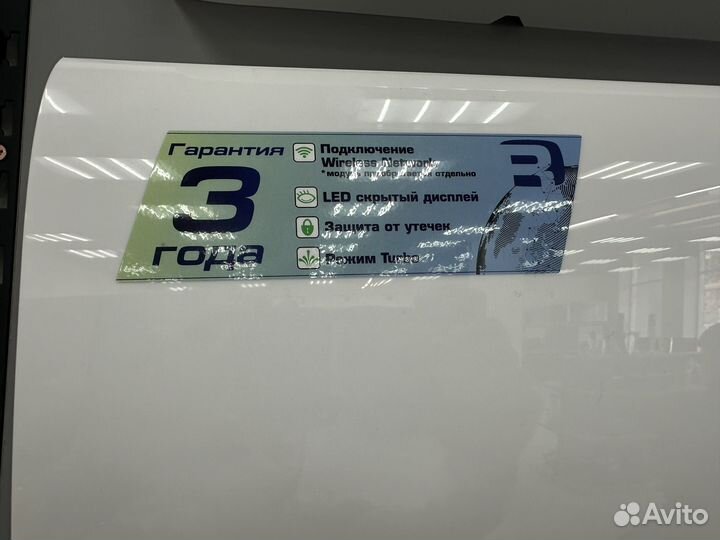 Гарантия
3
года
Подключение
Wireless Network
* модуль приобретается отдельно
LED скрытый дисплей
Защита от утечек
Режим Turbo
B
Avito